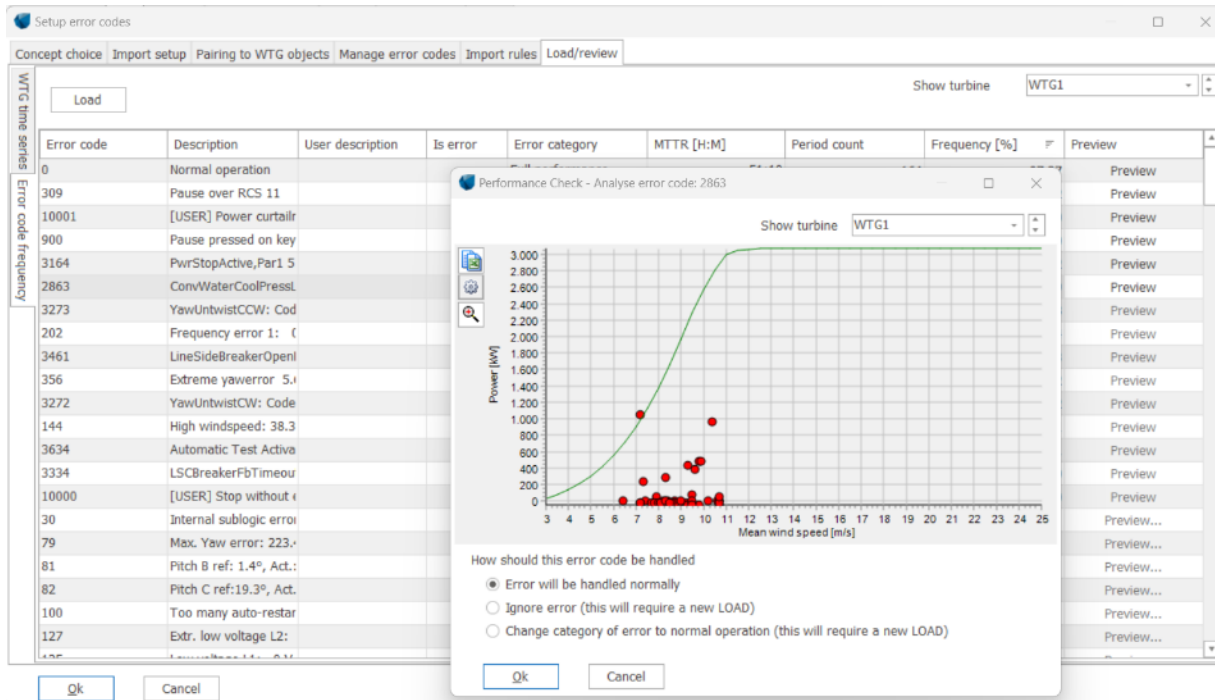 Setup error codes
Concept choice Import setup Pairing to WTG objects Manage error codes Import rules Load/review
WTG time series
Error code frequency
Load
Show turbine WTG1
Error code Description User description Is error Error category MTTR [H:M] Period count Frequency [%] Preview
0 Normal operation Preview
309 Pause over RCS 11 Preview
10001 [USER] Power curtailr Preview
900 Pause pressed on key Preview
3164 PwrStopActive,Par1 5 Preview
2863 ConvWaterCoolPressL Preview
3273 YawUntwistCCW: Cod Preview
202 Frequency error 1: Preview
3461 LineSideBreakerOpenI Preview
356 Extreme yawerror 5. Preview
3272 YawUntwistCW: Code Preview
144 High windspeed: 38.3 Preview
3634 Automatic Test Activa Preview
3334 LSCBreakerFbTimeou Preview
10000 [USER] Stop without Preview
30 Internal sublogic error Preview...
79 Max. Yaw error: 223. Preview...
81 Pitch B ref: 1.4°, Act.: Preview...
82 Pitch C ref:19.3°, Act. Preview...
100 Too many auto-restar Preview...
127 Extr. low voltage L2: Preview...
Ok Cancel
Performance Check - Analyse error code: 2863
Show turbine WTG1
Power [kW]
3.000
2.800
2.600
2.400
2.200
2.000
1.800
1.600
1.400
1.200
1.000
800
600
400
200
0
3 4 5 6 7 8 9 10 11 12 13 14 15 16 17 18 19 20 21 22 23 24 25
Mean wind speed [m/s]
How should this error code be handled
Error will be handled normally
Ignore error (this will require a new LOAD)
Change category of error to normal operation (this will require a new LOAD)
Ok Cancel